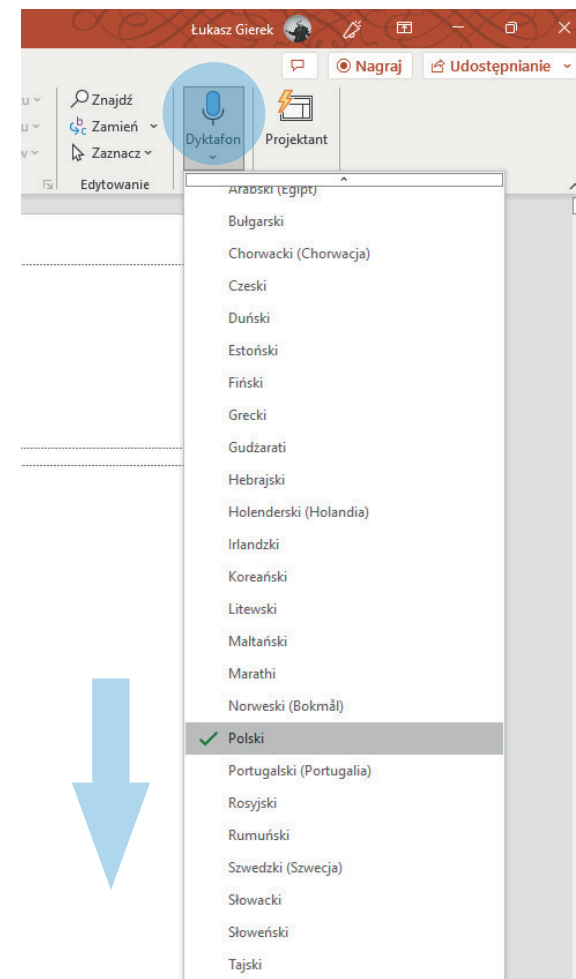 Łukasz Gierek
Nagraj
Udostępnianie
Znajdź
Zamień
Zaznacz
Edytowanie
Dyktafon
Projektant
Arabski (Egipt)
Bułgarski
Chorwacki (Chorwacja)
Czeski
Duński
Estoński
Fiński
Grecki
Gudżarati
Hebrajski
Holenderski (Holandia)
Irlandzki
Koreański
Litewski
Maltański
Marathi
Norweski (Bokmål)
Polski
Portugalski (Portugalia)
Rosyjski
Rumuński
Szwedzki (Szwecja)
Słowacki
Słoweński
Tajski